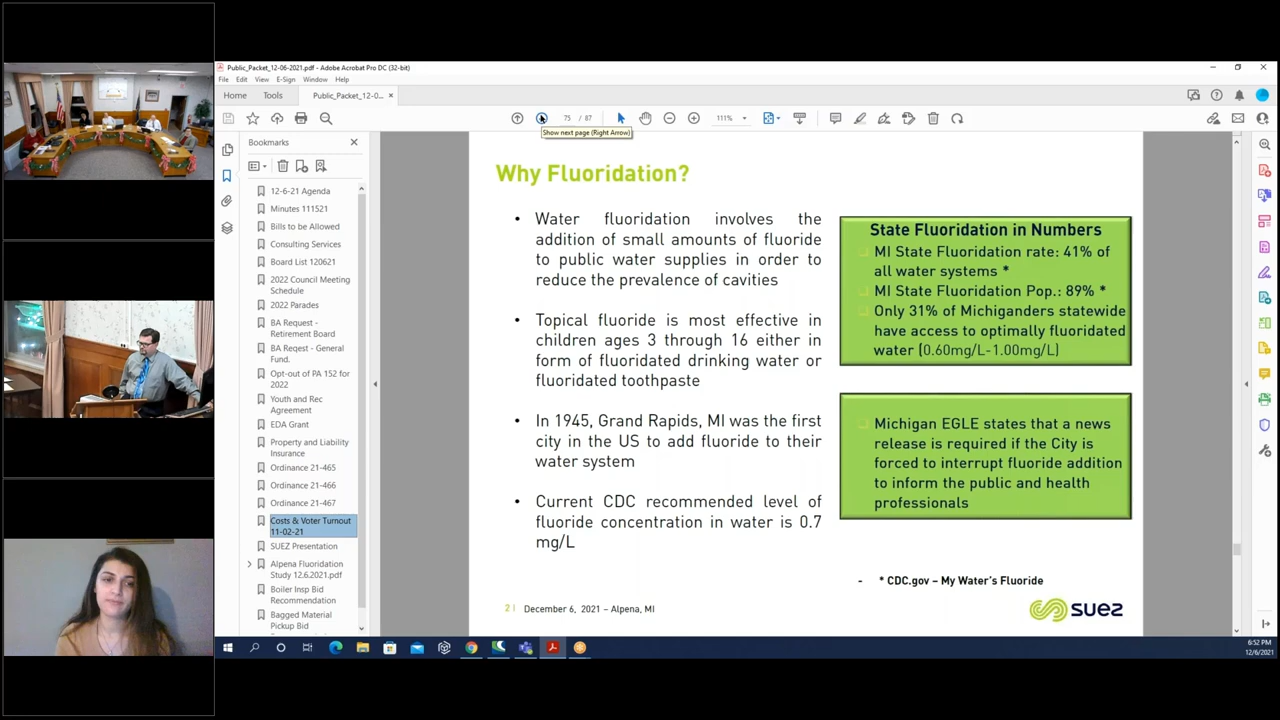 Public_Packet_12-06-2021.pdf - Adobe Acrobat Pro DC (32-bit)
File Edit View E-Sign Window Help
Home Tools Public_Packet_12-0... ×
75 / 87 111%
Show next page (Right Arrow)
Bookmarks
12-6-21 Agenda
Minutes 111521
Bills to be Allowed
Consulting Services
Board List 120621
2022 Council Meeting
Schedule
2022 Parades
BA Request -
Retirement Board
BA Reqest - General
Fund.
Opt-out of PA 152 for
2022
Youth and Rec
Agreement
EDA Grant
Property and Liability
Insurance
Ordinance 21-465
Ordinance 21-466
Ordinance 21-467
Costs & Voter Turnout
11-02-21
SUEZ Presentation
Alpena Fluoridation
Study 12.6.2021.pdf
Boiler Insp Bid
Recommendation
Bagged Material
Pickup Bid
Why Fluoridation?
• Water fluoridation involves the
addition of small amounts of fluoride
to public water supplies in order to
reduce the prevalence of cavities
• Topical fluoride is most effective in
children ages 3 through 16 either in
form of fluoridated drinking water or
fluoridated toothpaste
• In 1945, Grand Rapids, MI was the first
city in the US to add fluoride to their
water system
• Current CDC recommended level of
fluoride concentration in water is 0.7
mg/L
State Fluoridation in Numbers
MI State Fluoridation rate: 41% of
all water systems *
MI State Fluoridation Pop.: 89% *
Only 31% of Michiganders statewide
have access to optimally fluoridated
water (0.60mg/L-1.00mg/L)
Michigan EGLE states that a news
release is required if the City is
forced to interrupt fluoride addition
to inform the public and health
professionals
- * CDC.gov – My Water's Fluoride
2 | December 6, 2021 – Alpena, MI
suez
6:52 PM
12/6/2021